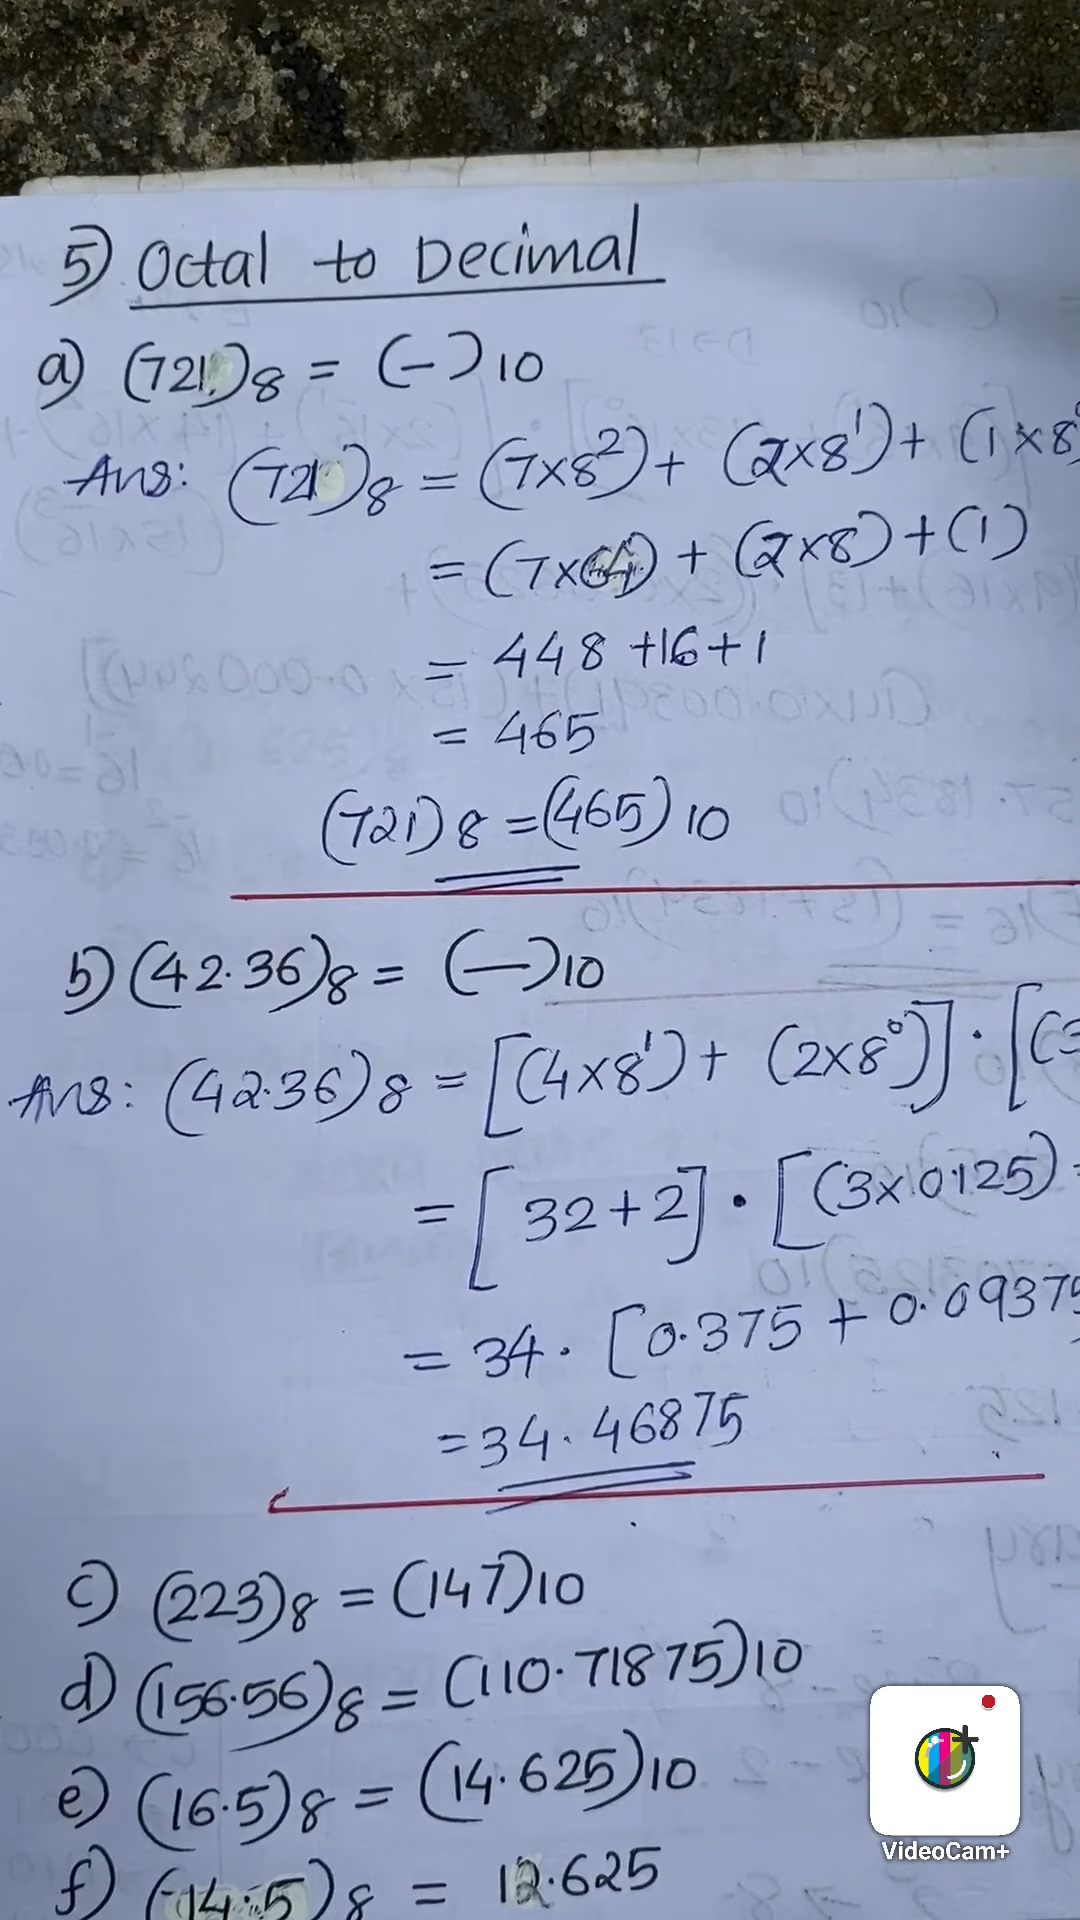 5) Octal to Decimal
a) (721)8 = (—)10
Ans: (721)8 = (7×8²) + (2×8¹) + (1×8⁰
= (7×64) + (2×8) + (1)
= 448 +16+1
= 465
(721)8 = (465)10
b) (42.36)8 = (—)10
Ans: (42.36)8 = [(4×8¹) + (2×8⁰)] . [(3
= [32+2] . [(3×0.125)
= 34 . [0.375 + 0.09375
= 34.46875
c) (223)8 = (147)10
d) (156.56)8 = (110.71875)10
e) (16.5)8 = (14.625)10
f) (14.5)8 = 12.625
VideoCam+